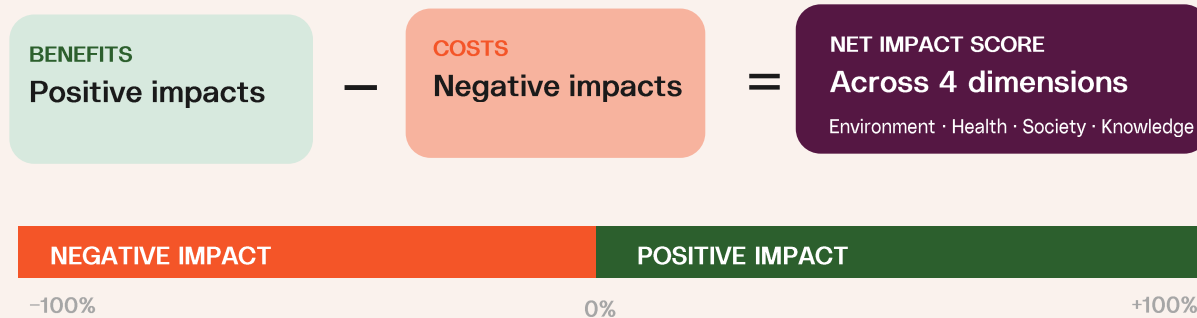 BENEFITS
Positive impacts
–
COSTS
Negative impacts
=
NET IMPACT SCORE
Across 4 dimensions
Environment · Health · Society · Knowledge
NEGATIVE IMPACT
POSITIVE IMPACT
–100%
0%
+100%